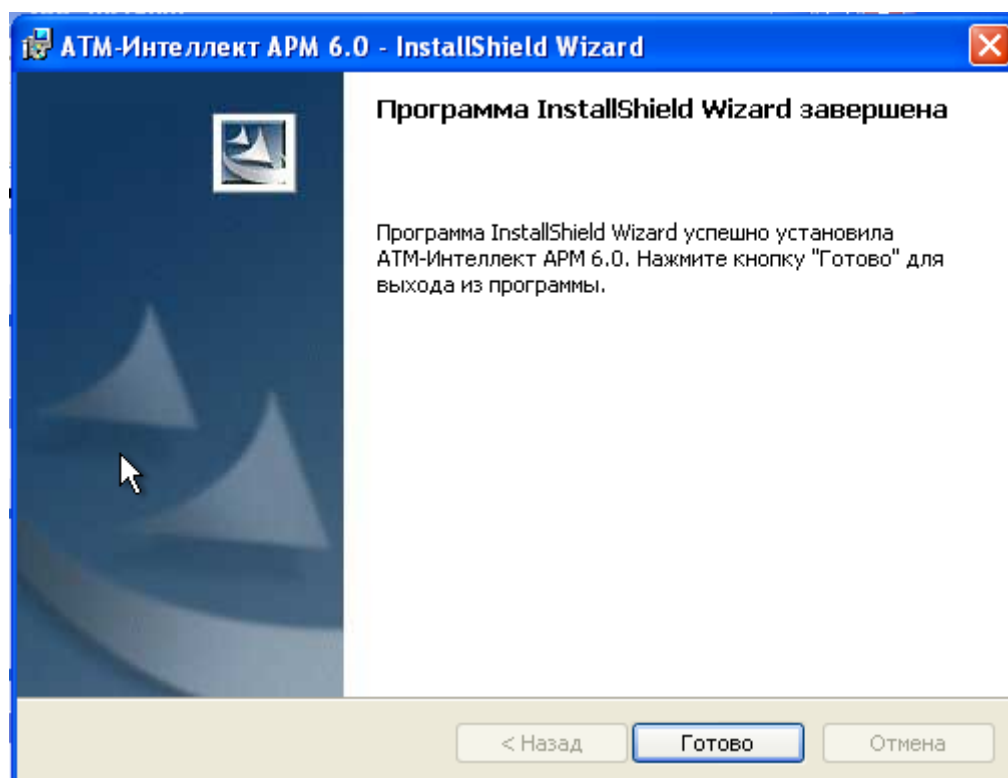 АТМ-Интеллект АРМ 6.0 - InstallShield Wizard
Программа InstallShield Wizard завершена
Программа InstallShield Wizard успешно установила
АТМ-Интеллект АРМ 6.0. Нажмите кнопку "Готово" для
выхода из программы.
< Назад
Готово
Отмена